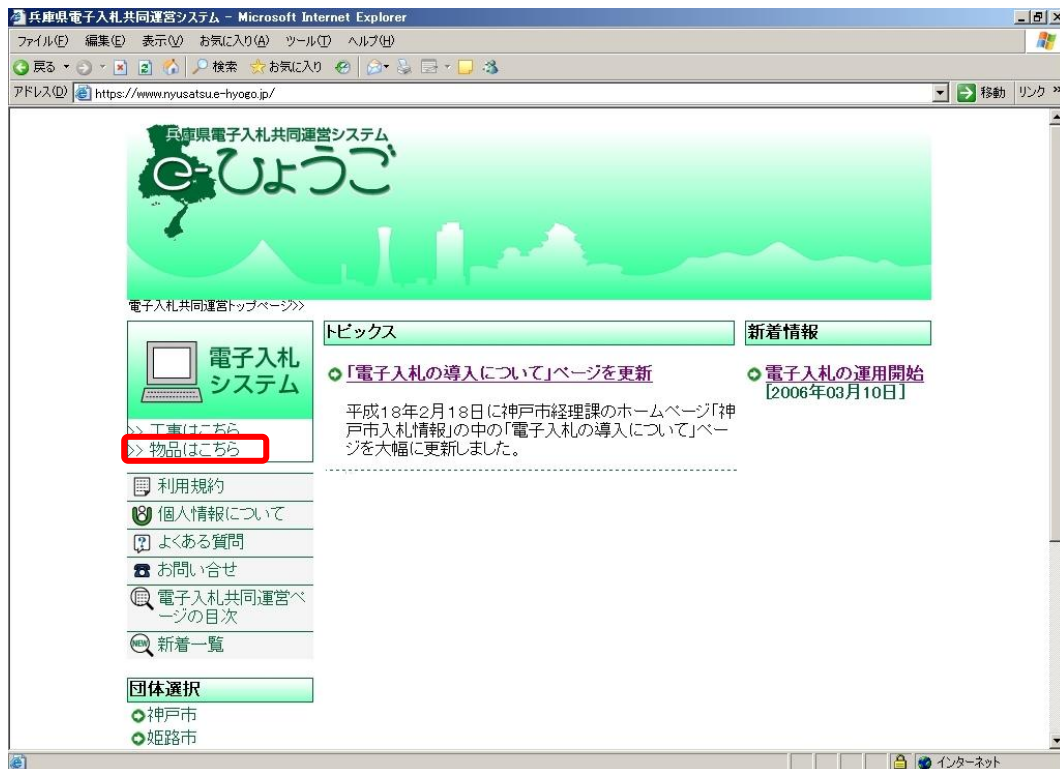 兵庫県電子入札共同運営システム - Microsoft Internet Explorer
ファイル(F) 編集(E) 表示(V) お気に入り(A) ツール(T) ヘルプ(H)
戻る 検索 お気に入り
アドレス(D) https://www.nyusatsu.e-hyogo.jp/ 移動 リンク »
兵庫県電子入札共同運営システム
e-ひょうご
電子入札共同運営トップページ>>
電子入札
システム
>> 工事はこちら
>> 物品はこちら
利用規約
個人情報について
よくある質問
お問い合せ
電子入札共同運営ペ
ージの目次
NEW 新着一覧
団体選択
神戸市
姫路市
トピックス
「電子入札の導入について」ページを更新
平成18年2月18日に神戸市経理課のホームページ「神
戸市入札情報」の中の「電子入札の導入について」ペー
ジを大幅に更新しました。
新着情報
電子入札の運用開始
[2006年03月10日]
インターネット